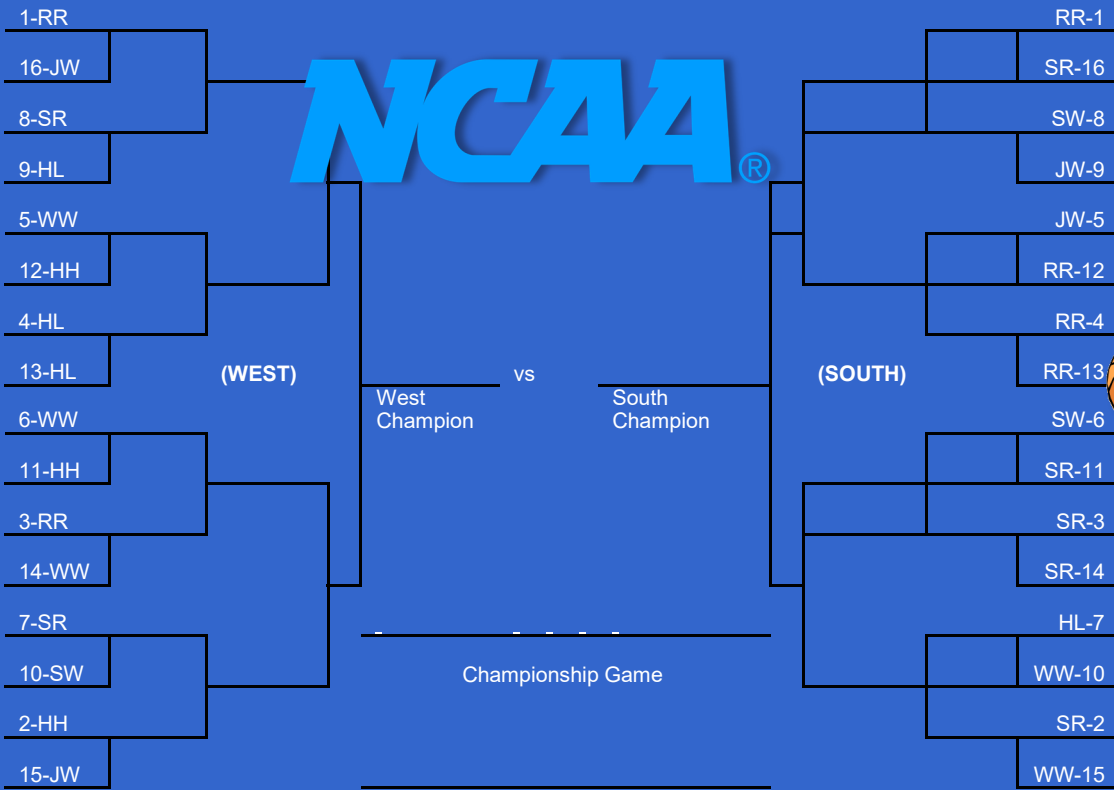 1-RR
16-JW
8-SR
9-HL
5-WW
12-HH
4-HL
13-HL
6-WW
11-HH
3-RR
14-WW
7-SR
10-SW
2-HH
15-JW
NCAA®
(WEST)
West
Champion
vs
South
Champion
(SOUTH)
Championship Game
RR-1
SR-16
SW-8
JW-9
JW-5
RR-12
RR-4
RR-13
SW-6
SR-11
SR-3
SR-14
HL-7
WW-10
SR-2
WW-15